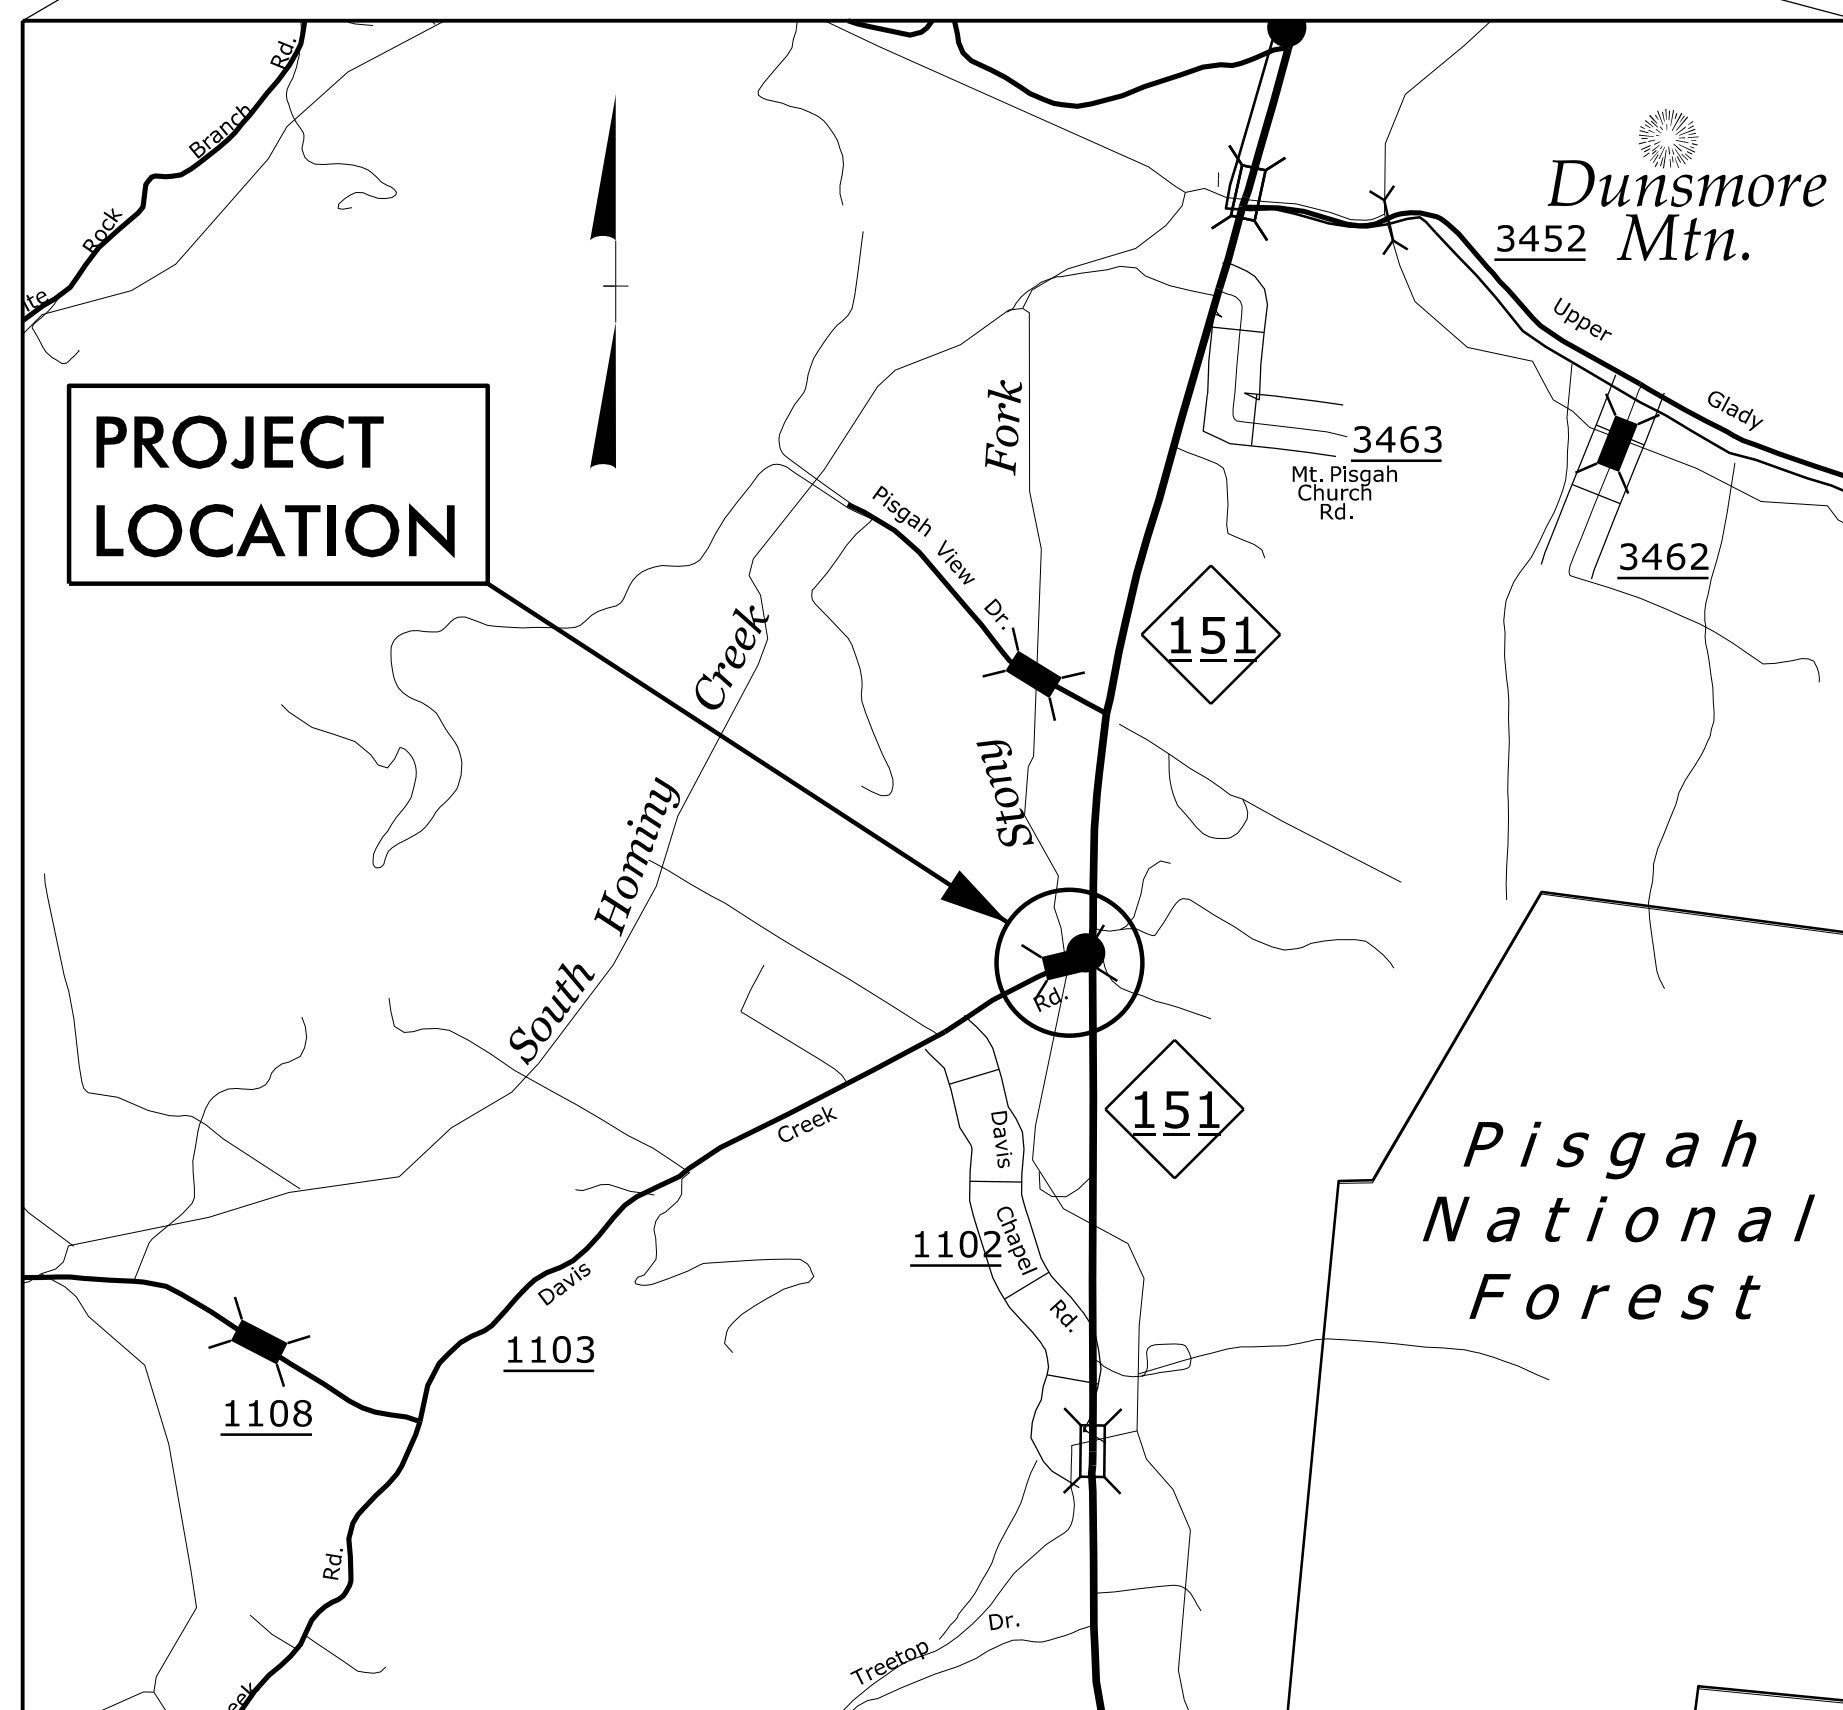 Rd.
Branch
Rock
Dunsmore
Mtn.
3452
Upper
Glady
PROJECT
LOCATION
Fork
3463
Mt. Pisgah
Church
Rd.
3462
Pisgah View Dr.
151
Creek
Stony
Hominy
South
Rd.
151
Creek
Davis
Chapel
Rd.
1102
Pisgah
National
Forest
Davis
1103
1108
Rd.
Treetop Dr.